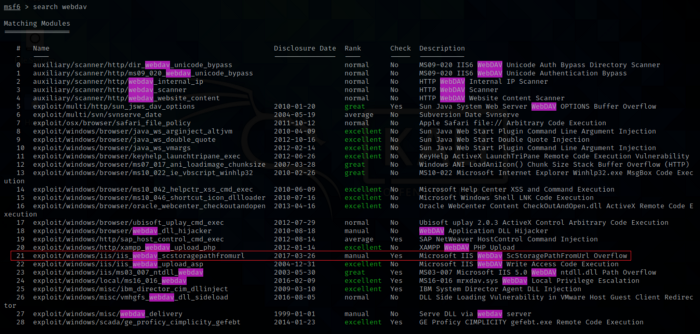 msf6 > search webdav
Matching Modules
# Name Disclosure Date Rank Check Description
0 auxiliary/scanner/http/dir_webdav_unicode_bypass normal No MS09-020 IIS6 WebDAV Unicode Auth Bypass Directory Scanner
1 auxiliary/scanner/http/ms09_020_webdav_unicode_bypass normal No MS09-020 IIS6 WebDAV Unicode Authentication Bypass
2 auxiliary/scanner/http/webdav_internal_ip normal No HTTP WebDAV Internal IP Scanner
3 auxiliary/scanner/http/webdav_scanner normal No HTTP WebDAV Scanner
4 auxiliary/scanner/http/webdav_website_content normal No HTTP WebDAV Website Content Scanner
5 exploit/multi/http/sun_jsws_dav_options 2010-01-20 great Yes Sun Java System Web Server WebDAV OPTIONS Buffer Overflow
6 exploit/multi/svn/svnserve_date 2004-05-19 average No Subversion Date Svnserve
7 exploit/osx/browser/safari_file_policy 2011-10-12 normal No Apple Safari file:// Arbitrary Code Execution
8 exploit/windows/browser/java_ws_arginject_altjvm 2010-04-09 excellent No Sun Java Web Start Plugin Command Line Argument Injection
9 exploit/windows/browser/java_ws_double_quote 2012-10-16 excellent No Sun Java Web Start Double Quote Injection
10 exploit/windows/browser/java_ws_vmargs 2012-02-14 excellent No Sun Java Web Start Plugin Command Line Argument Injection
11 exploit/windows/browser/keyhelp_launchtripane_exec 2012-06-26 excellent No KeyHelp ActiveX LaunchTriPane Remote Code Execution Vulnerability
12 exploit/windows/browser/ms07_017_ani_loadimage_chunksize 2007-03-28 great No Windows ANI LoadAniIcon() Chunk Size Stack Buffer Overflow (HTTP)
13 exploit/windows/browser/ms10_022_ie_vbscript_winhlp32 2010-02-26 great No MS10-022 Microsoft Internet Explorer Winhlp32.exe MsgBox Code Exec
ution
14 exploit/windows/browser/ms10_042_helpctr_xss_cmd_exec 2010-06-09 excellent No Microsoft Help Center XSS and Command Execution
15 exploit/windows/browser/ms10_046_shortcut_icon_dllloader 2010-07-16 excellent No Microsoft Windows Shell LNK Code Execution
16 exploit/windows/browser/oracle_webcenter_checkoutandopen 2013-04-16 excellent No Oracle WebCenter Content CheckOutAndOpen.dll ActiveX Remote Code E
xecution
17 exploit/windows/browser/ubisoft_uplay_cmd_exec 2012-07-29 normal No Ubisoft uplay 2.0.3 ActiveX Control Arbitrary Code Execution
18 exploit/windows/browser/webdav_dll_hijacker 2010-08-18 manual No WebDAV Application DLL Hijacker
19 exploit/windows/http/sap_host_control_cmd_exec 2012-08-14 average Yes SAP NetWeaver HostControl Command Injection
20 exploit/windows/http/xampp_webdav_upload_php 2012-01-14 excellent No XAMPP WebDAV PHP Upload
21 exploit/windows/iis/iis_webdav_scstoragepathfromurl 2017-03-26 manual Yes Microsoft IIS WebDav ScStoragePathFromUrl Overflow
22 exploit/windows/iis/iis_webdav_upload_asp 2004-12-31 excellent No Microsoft IIS WebDAV Write Access Code Execution
23 exploit/windows/iis/ms03_007_ntdll_webdav 2003-05-30 great Yes MS03-007 Microsoft IIS 5.0 WebDAV ntdll.dll Path Overflow
24 exploit/windows/local/ms16_016_webdav 2016-02-09 excellent Yes MS16-016 mrxdav.sys WebDav Local Privilege Escalation
25 exploit/windows/misc/ibm_director_cim_dllinject 2009-03-10 excellent Yes IBM System Director Agent DLL Injection
26 exploit/windows/misc/vmhgfs_webdav_dll_sideload 2016-08-05 normal No DLL Side Loading Vulnerability in VMware Host Guest Client Redirec
tor
27 exploit/windows/misc/webdav_delivery 1999-01-01 manual No Serve DLL via webdav server
28 exploit/windows/scada/ge_proficy_cimplicity_gefebt 2014-01-23 excellent Yes GE Proficy CIMPLICITY gefebt.exe Remote Code Execution